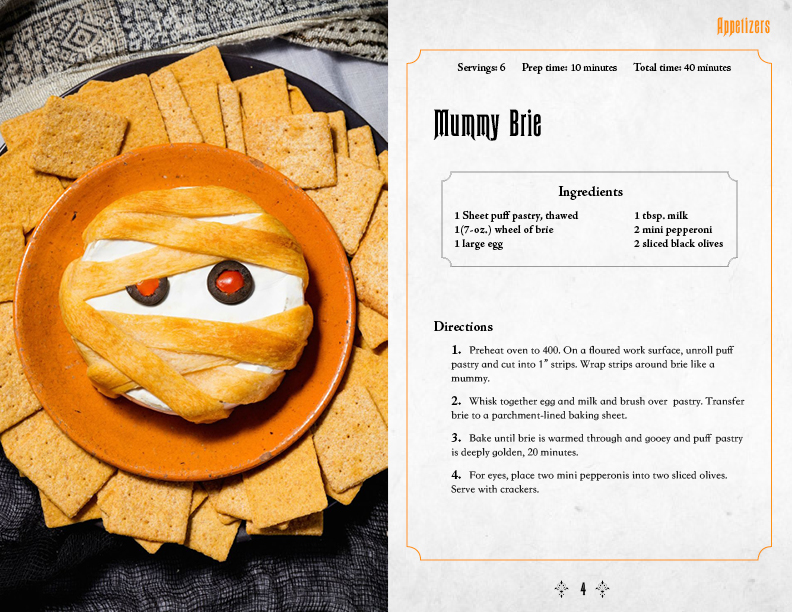 Appetizers
Servings: 6 Prep time: 10 minutes Total time: 40 minutes
Mummy Brie
Ingredients
1 Sheet puff pastry, thawed
1(7-oz.) wheel of brie
1 large egg
1 tbsp. milk
2 mini pepperoni
2 sliced black olives
Directions
1. Preheat oven to 400. On a floured work surface, unroll puff
pastry and cut into 1" strips. Wrap strips around brie like a
mummy.
2. Whisk together egg and milk and brush over pastry. Transfer
brie to a parchment-lined baking sheet.
3. Bake until brie is warmed through and gooey and puff pastry
is deeply golden, 20 minutes.
4. For eyes, place two mini pepperonis into two sliced olives.
Serve with crackers.
4